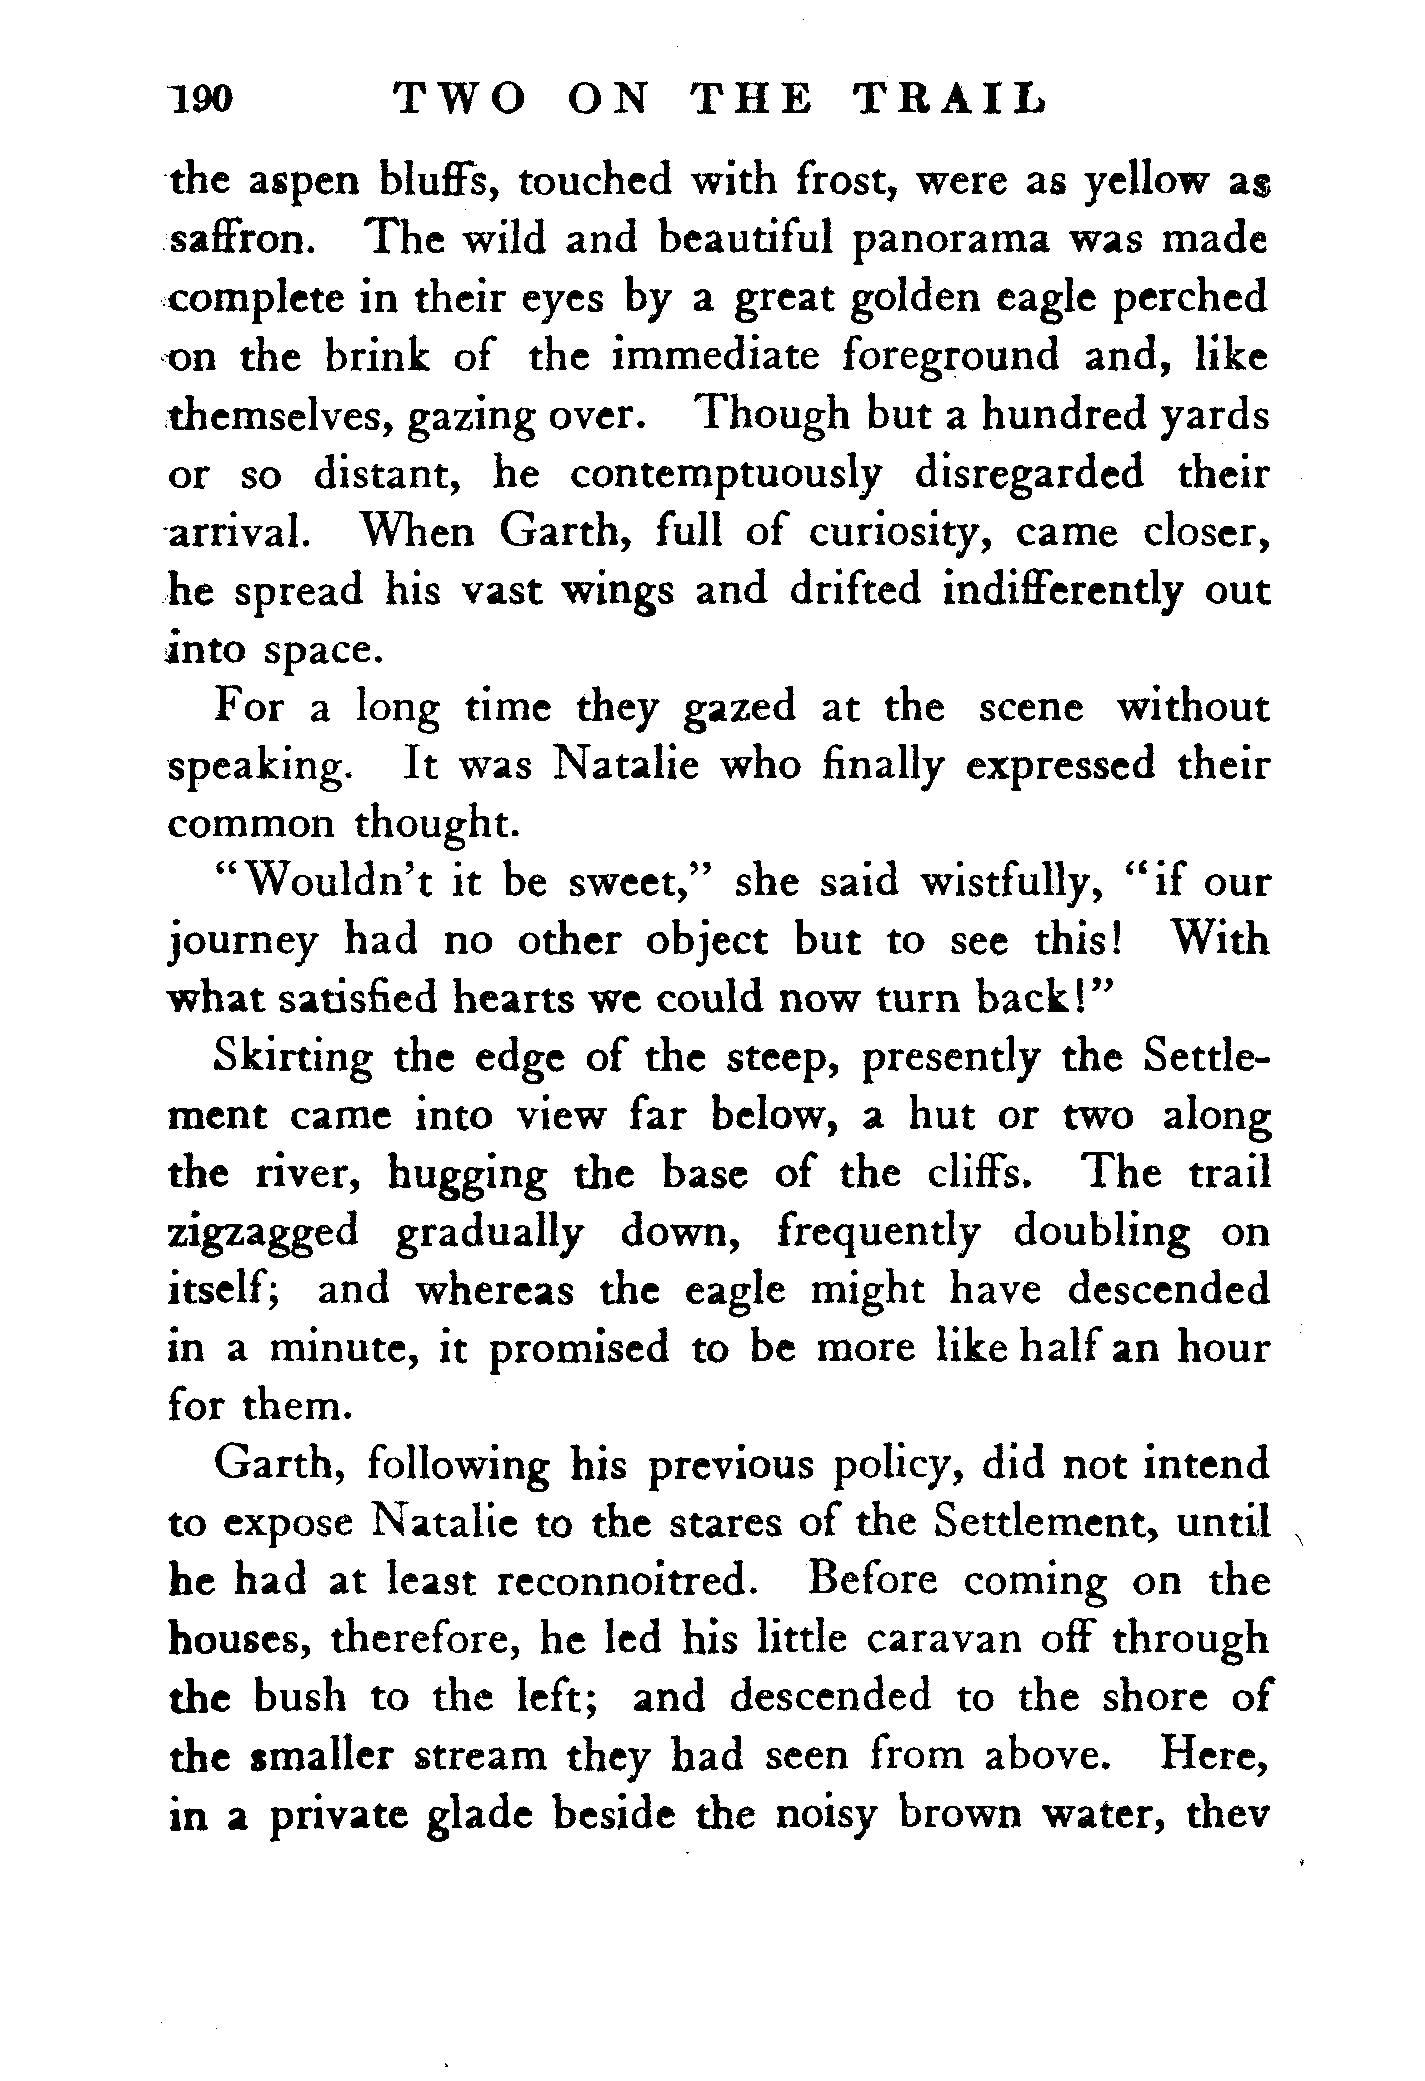 190 TWO ON THE TRAIL
the aspen bluffs, touched with frost, were as yellow as
saffron. The wild and beautiful panorama was made
complete in their eyes by a great golden eagle perched
on the brink of the immediate foreground and, like
themselves, gazing over. Though but a hundred yards
or so distant, he contemptuously disregarded their
arrival. When Garth, full of curiosity, came closer,
he spread his vast wings and drifted indifferently out
into space.
For a long time they gazed at the scene without
speaking. It was Natalie who finally expressed their
common thought.
“Wouldn’t it be sweet,” she said wistfully, “if our
journey had no other object but to see this! With
what satisfied hearts we could now turn back!”
Skirting the edge of the steep, presently the Settle-
ment came into view far below, a hut or two along
the river, hugging the base of the cliffs. The trail
zigzagged gradually down, frequently doubling on
itself; and whereas the eagle might have descended
in a minute, it promised to be more like half an hour
for them.
Garth, following his previous policy, did not intend
to expose Natalie to the stares of the Settlement, until
he had at least reconnoitred. Before coming on the
houses, therefore, he led his little caravan off through
the bush to the left; and descended to the shore of
the smaller stream they had seen from above. Here,
in a private glade beside the noisy brown water, they